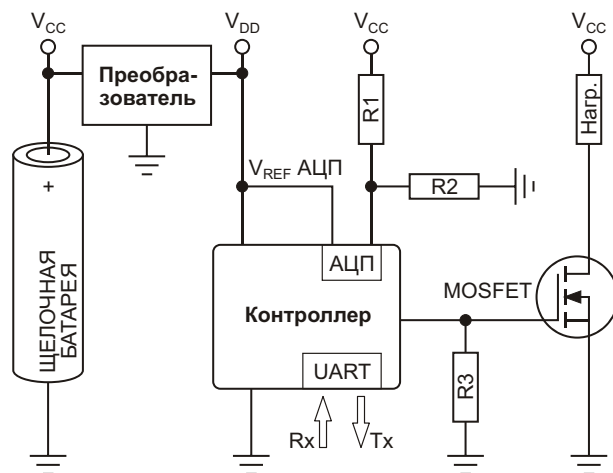 VCC
VDD
VCC
VCC
Преобра-
зователь
R1
Нагр.
VREF АЦП
R2
+
ЩЕЛОЧНАЯ
БАТАРЕЯ
АЦП
MOSFET
Контроллер
UART
R3
Rx
Tx